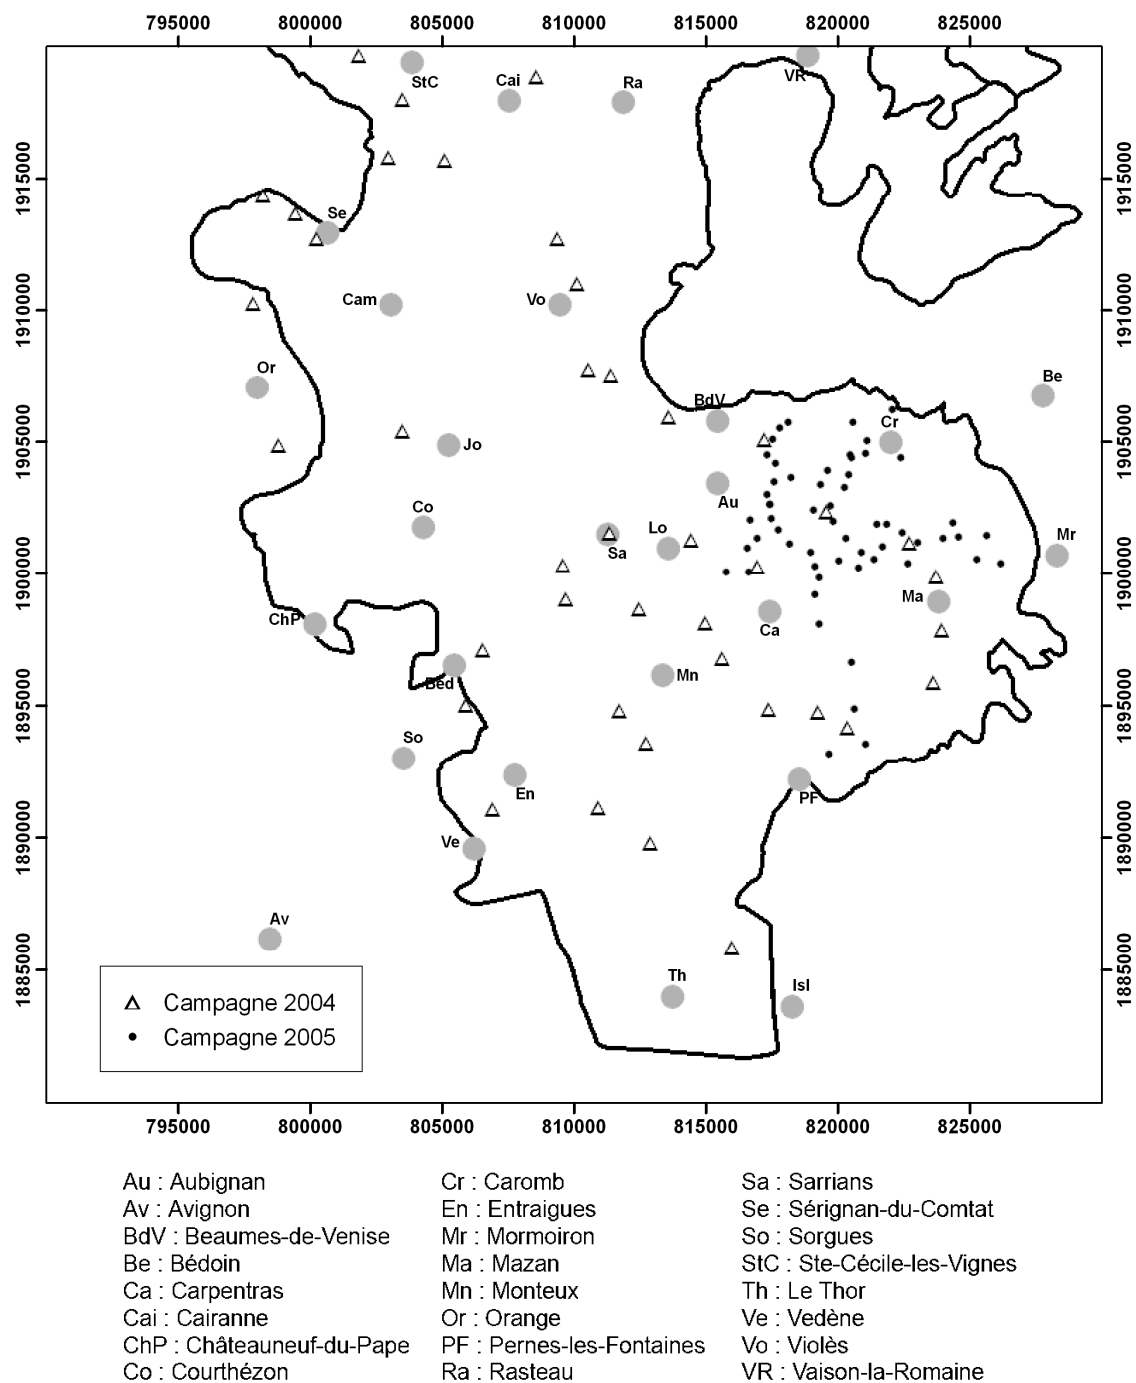 795000 800000 805000 810000 815000 820000 825000
StC Cai Ra VR
1915000 1915000
Se
1910000 Cam Vo 1910000
Or Be
BdV
1905000 Jo Cr 1905000
Au
Co Lo Mr
Sa
1900000 1900000
ChP Ca Ma
Bed Mn
1895000 1895000
So
En PF
1890000 Ve 1890000
Av
1885000 Th Isl 1885000
Campagne 2004
Campagne 2005
795000 800000 805000 810000 815000 820000 825000
Au : Aubignan
Av : Avignon
BdV : Beaumes-de-Venise
Be : Bédoin
Ca : Carpentras
Cai : Cairanne
ChP : Châteauneuf-du-Pape
Co : Courthézon
Cr : Caromb
En : Entraigues
Mr : Mormoiron
Ma : Mazan
Mn : Monteux
Or : Orange
PF : Pernes-les-Fontaines
Ra : Rasteau
Sa : Sarrians
Se : Sérignan-du-Comtat
So : Sorgues
StC : Ste-Cécile-les-Vignes
Th : Le Thor
Ve : Vedène
Vo : Violès
VR : Vaison-la-Romaine